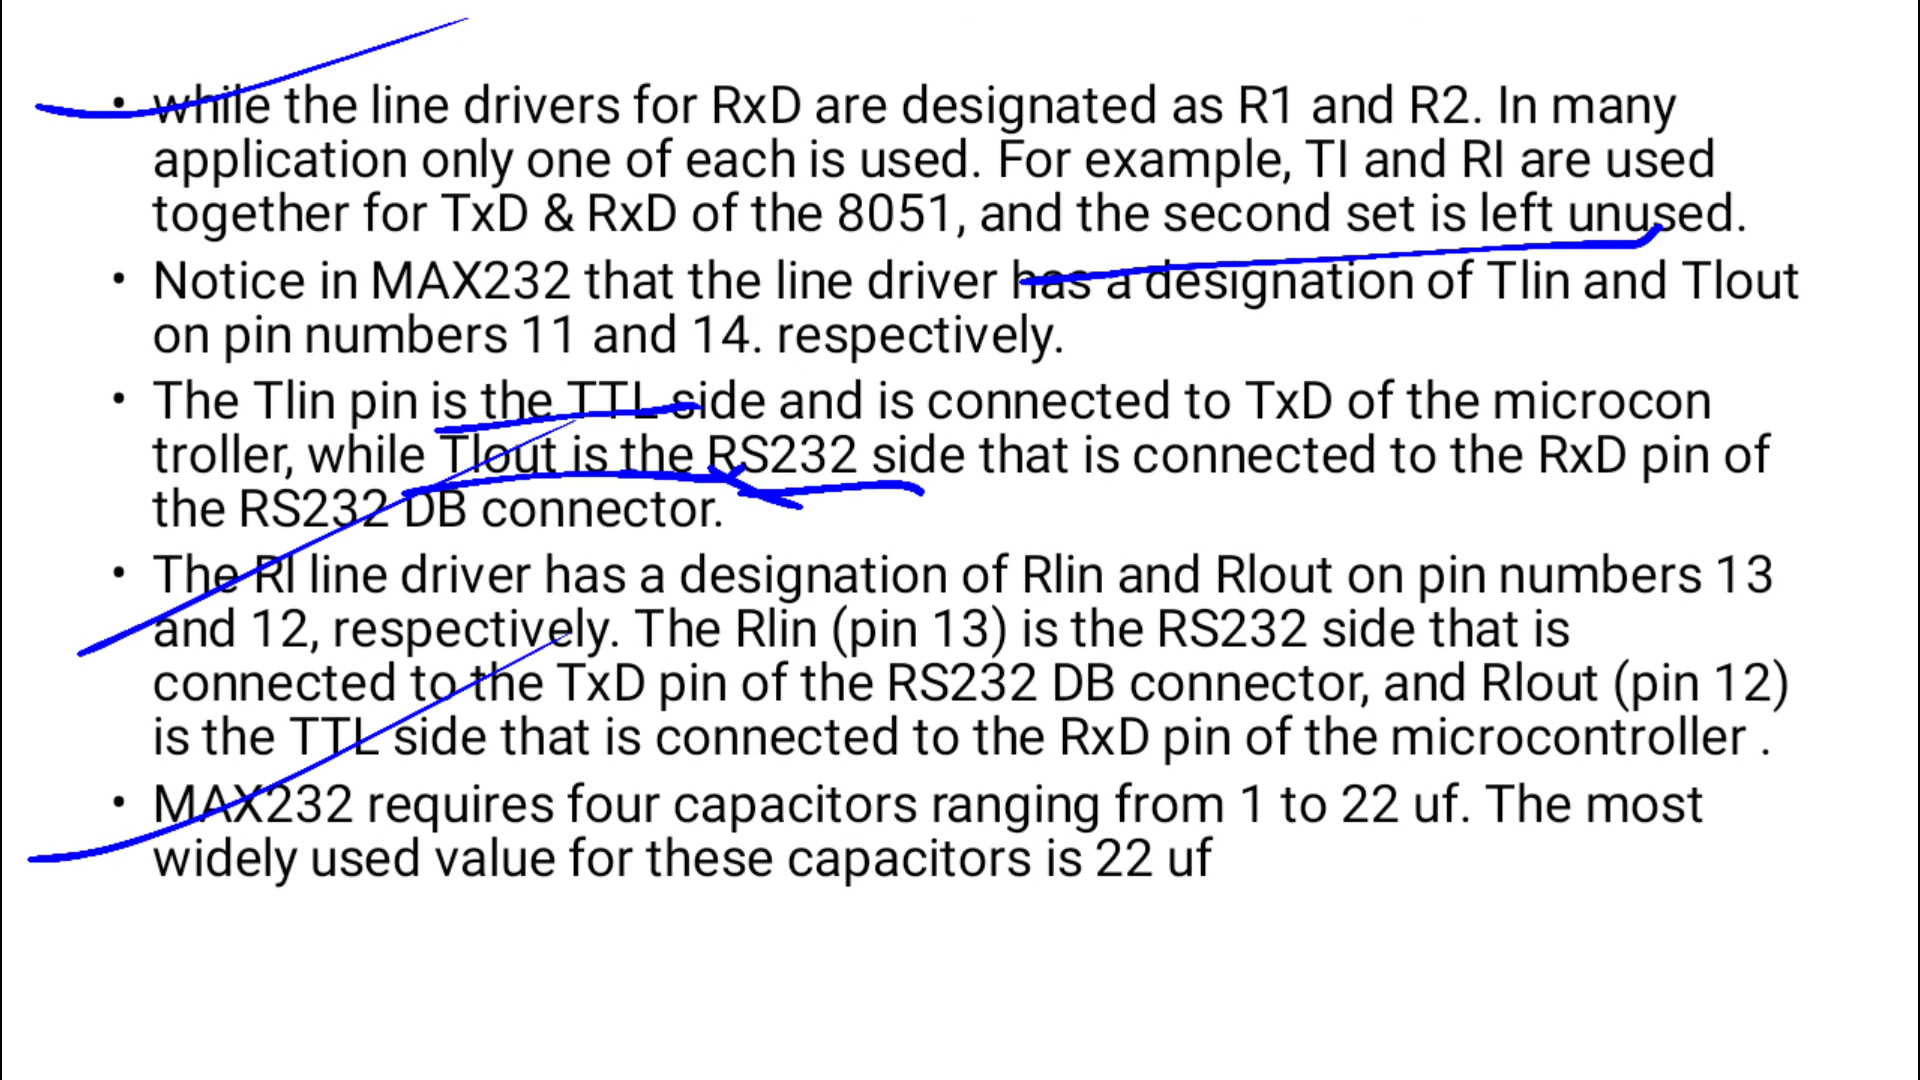 • while the line drivers for RxD are designated as R1 and R2. In many
application only one of each is used. For example, TI and RI are used
together for TxD & RxD of the 8051, and the second set is left unused.
• Notice in MAX232 that the line driver has a designation of Tlin and Tlout
on pin numbers 11 and 14. respectively.
• The Tlin pin is the TTL side and is connected to TxD of the microcon
troller, while Tlout is the RS232 side that is connected to the RxD pin of
the RS232 DB connector.
• The RI line driver has a designation of Rlin and Rlout on pin numbers 13
and 12, respectively. The Rlin (pin 13) is the RS232 side that is
connected to the TxD pin of the RS232 DB connector, and Rlout (pin 12)
is the TTL side that is connected to the RxD pin of the microcontroller .
• MAX232 requires four capacitors ranging from 1 to 22 uf. The most
widely used value for these capacitors is 22 uf